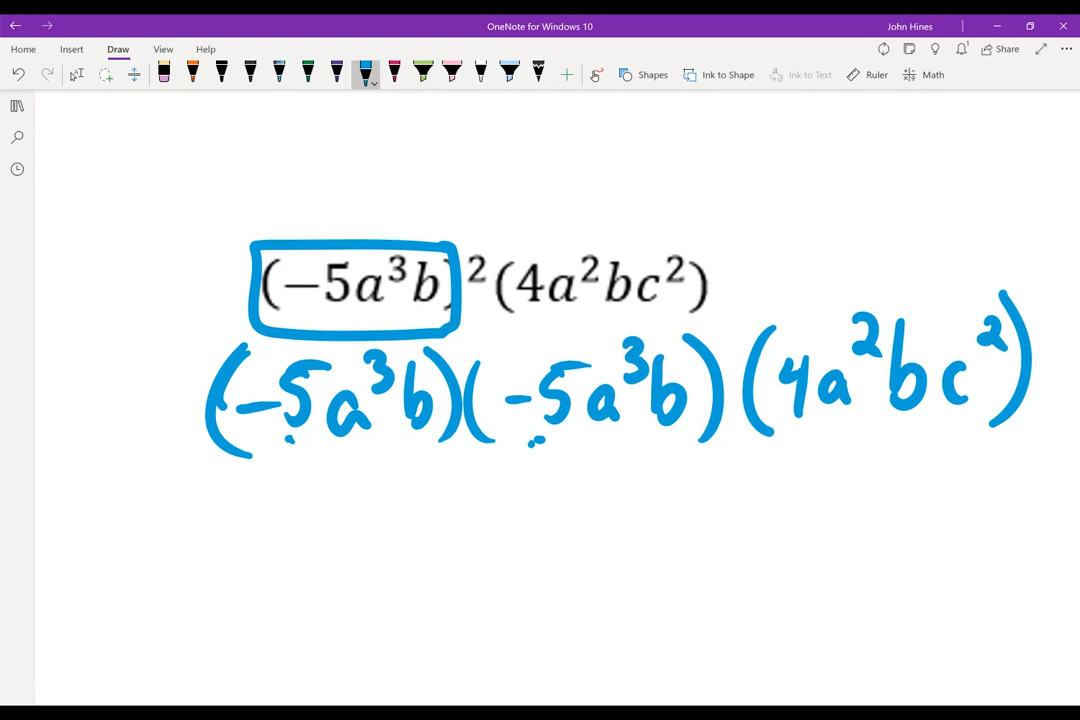 OneNote for Windows 10
John Hines
Home Insert Draw View Help
Share
Shapes Ink to Shape Ink to Text Ruler Math
(−5a³b)²(4a²bc²)
(−5a³b)(−5a³b)(4a²bc²)